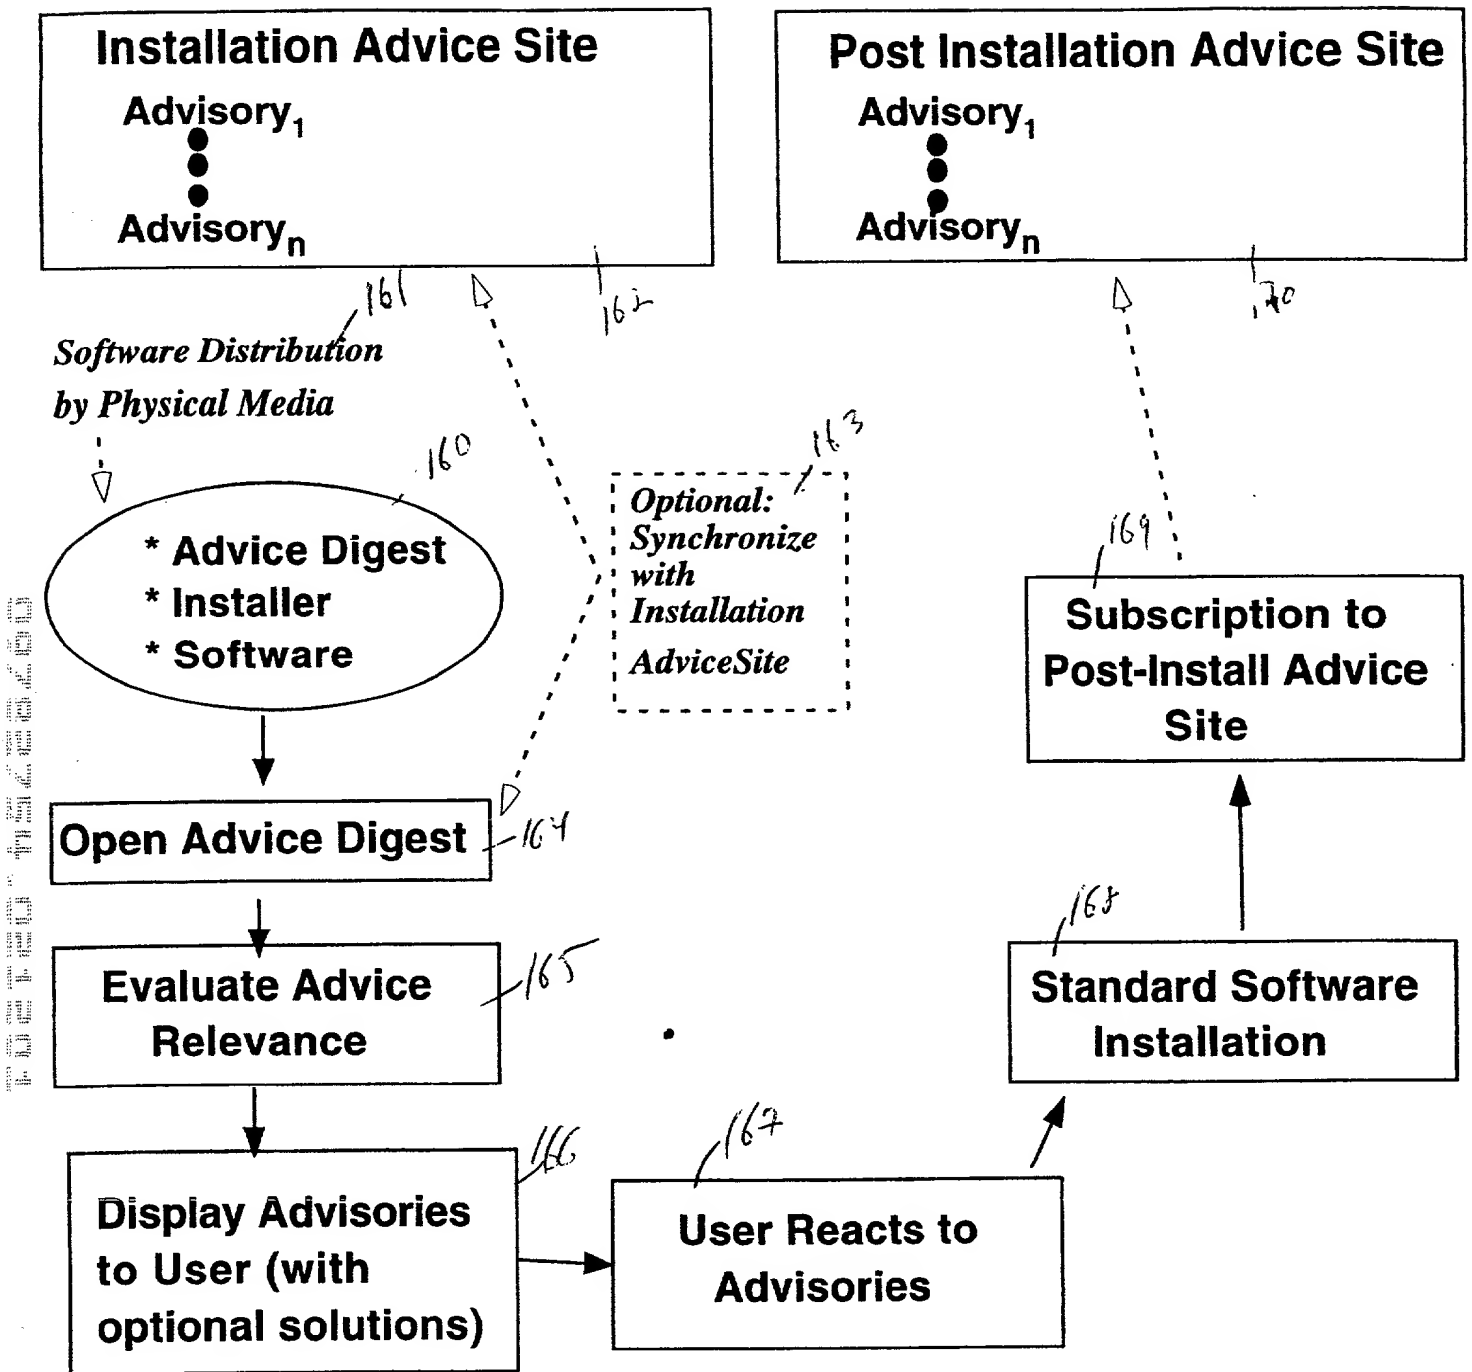 Installation Advice Site
Advisory1
Advisoryn
Post Installation Advice Site
Advisory1
Advisoryn
161
162
170
Software Distribution
by Physical Media
160
* Advice Digest
* Installer
* Software
163
Optional:
Synchronize
with
Installation
AdviceSite
169
Subscription to
Post-Install Advice
Site
Open Advice Digest
164
168
Standard Software
Installation
Evaluate Advice
Relevance
165
166
Display Advisories
to User (with
optional solutions)
167
User Reacts to
Advisories